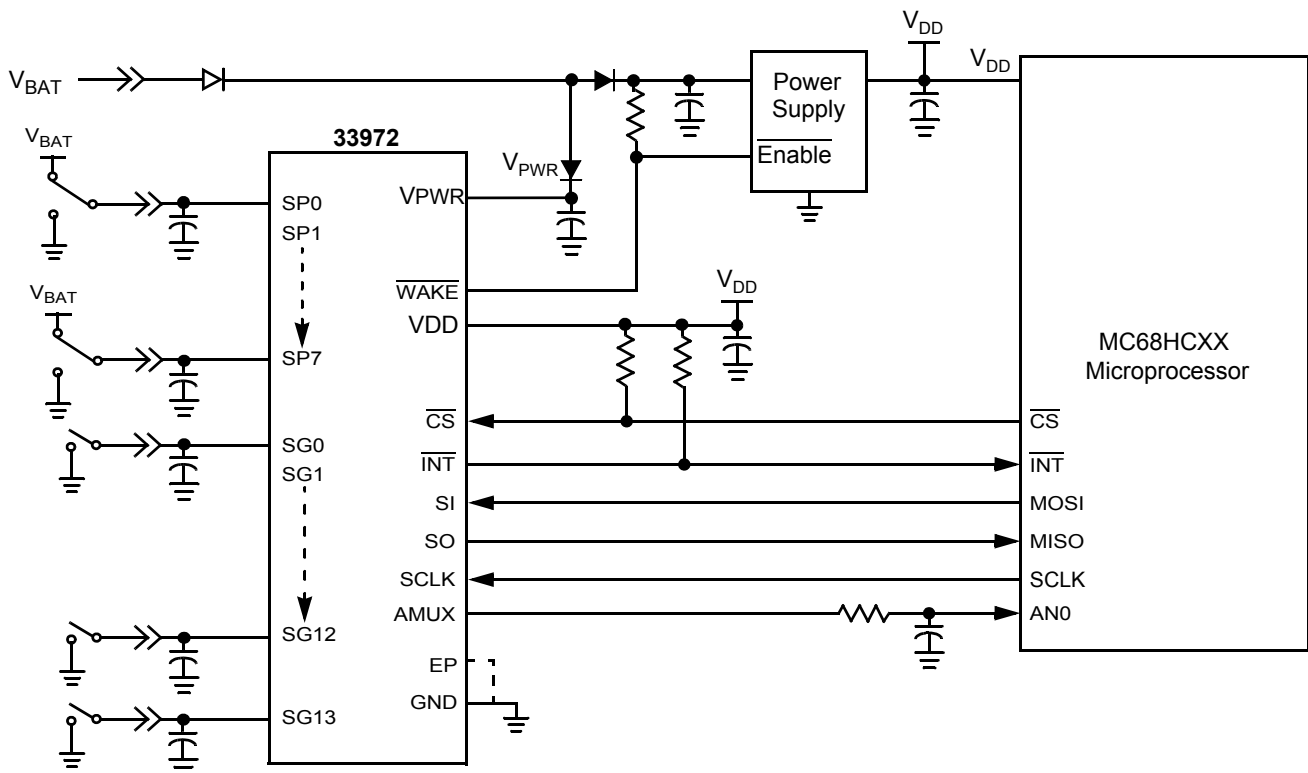 VDD
VBAT
VDD
Power
Supply
Enable
33972
VBAT
VPWR
VPWR
SP0
SP1
WAKE
VDD
VDD
VBAT
SP7
MC68HCXX
Microprocessor
CS
CS
SG0
INT
INT
SG1
SI
MOSI
SO
MISO
SCLK
SCLK
AMUX
AN0
SG12
EP
GND
SG13